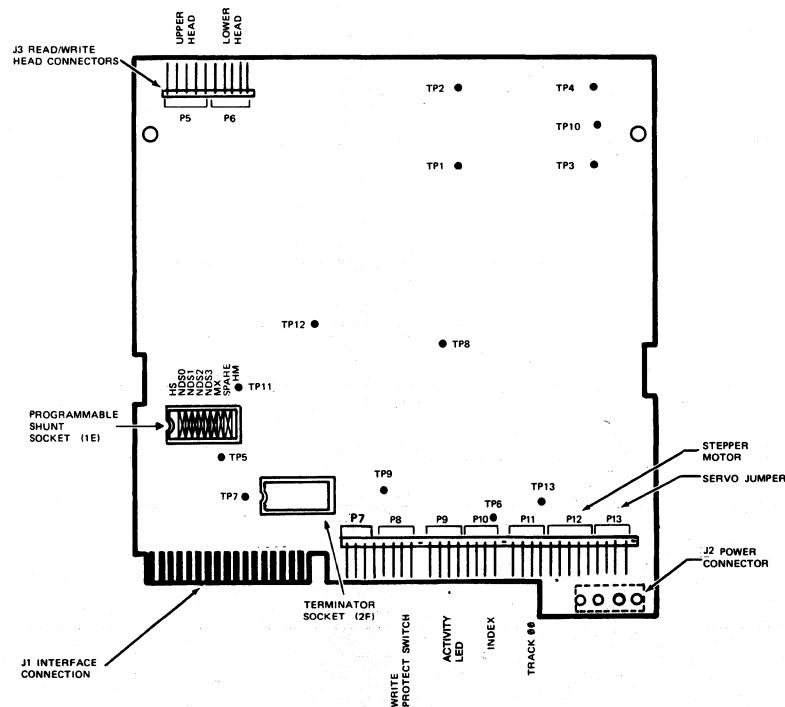 UPPER
HEAD
LOWER
HEAD
J3 READ/WRITE
HEAD CONNECTORS
P5
P6
TP2
TP4
TP10
TP1
TP3
TP12
TP8
HS
NDS0
NDS1
NDS2
NDS3
MX
SPARE
HM
TP11
PROGRAMMABLE
SHUNT
SOCKET (1E)
TP5
TP7
TP9
TP6
TP13
STEPPER
MOTOR
SERVO JUMPER
P7
P8
P9
P10
P11
P12
P13
J2 POWER
CONNECTOR
TERMINATOR
SOCKET (2F)
WRITE
PROTECT SWITCH
ACTIVITY
LED
INDEX
TRACK 00
J1 INTERFACE
CONNECTION